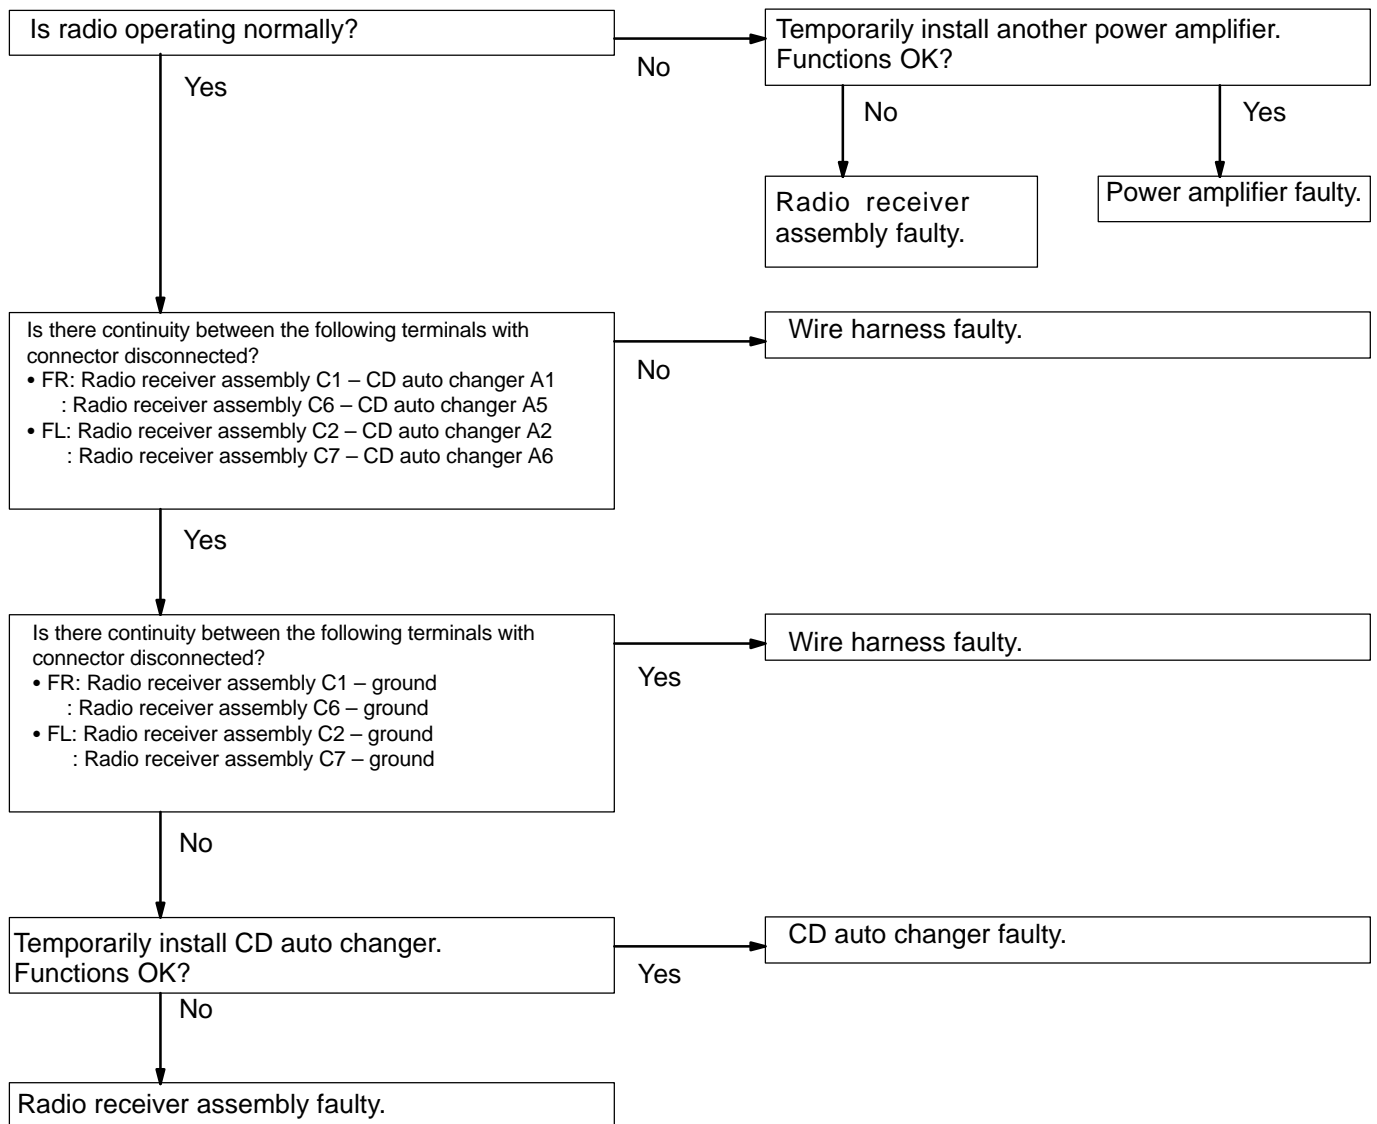 Is radio operating normally?
No
Temporarily install another power amplifier.
Functions OK?
Yes
No
Yes
Radio receiver
assembly faulty.
Power amplifier faulty.
Is there continuity between the following terminals with
connector disconnected?
• FR: Radio receiver assembly C1 – CD auto changer A1
: Radio receiver assembly C6 – CD auto changer A5
• FL: Radio receiver assembly C2 – CD auto changer A2
: Radio receiver assembly C7 – CD auto changer A6
No
Wire harness faulty.
Yes
Is there continuity between the following terminals with
connector disconnected?
• FR: Radio receiver assembly C1 – ground
: Radio receiver assembly C6 – ground
• FL: Radio receiver assembly C2 – ground
: Radio receiver assembly C7 – ground
Yes
Wire harness faulty.
No
Temporarily install CD auto changer.
Functions OK?
Yes
CD auto changer faulty.
No
Radio receiver assembly faulty.